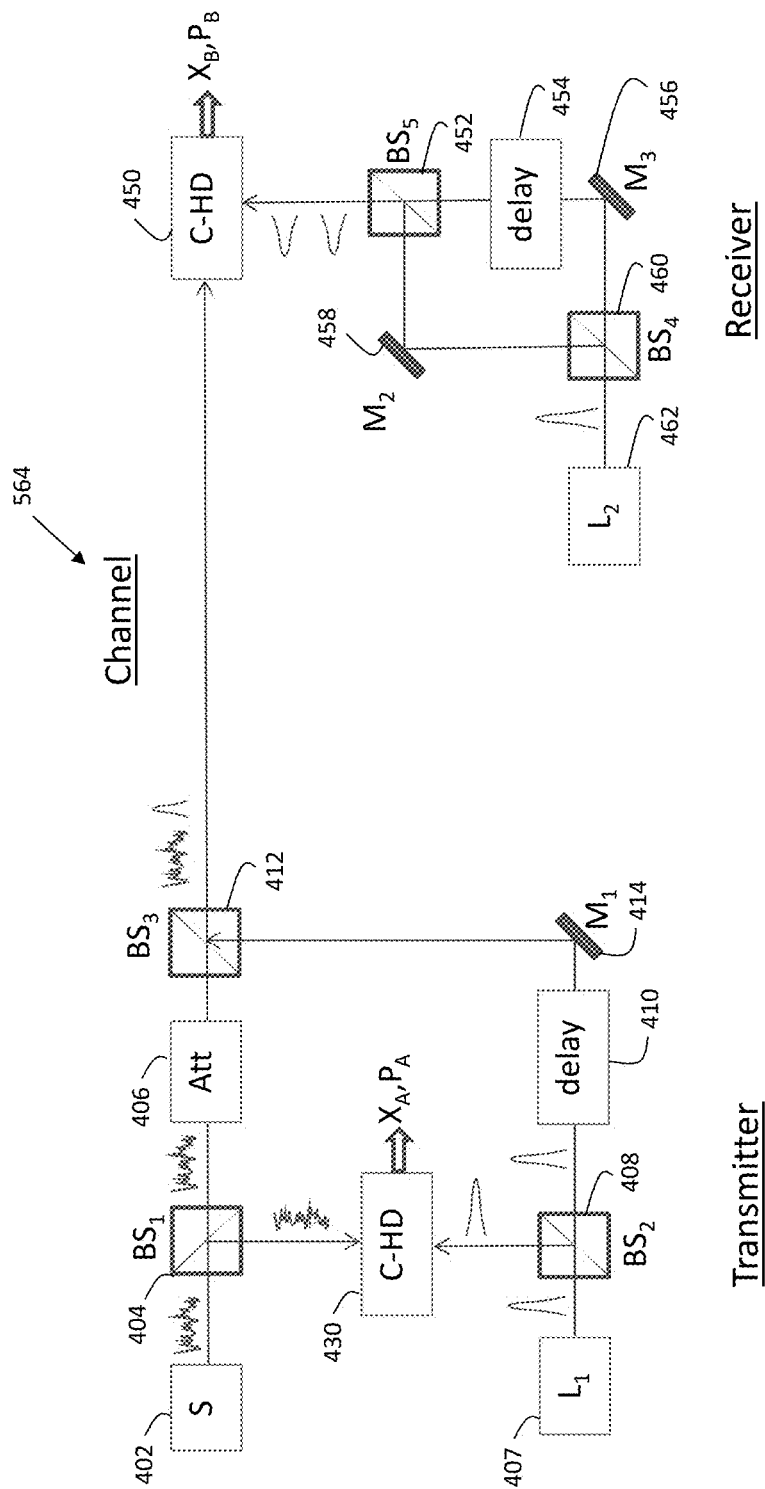 564
Channel
402
S
404
BS1
406
Att
BS3
412
430
C-HD
XA,PA
407
L1
BS2
408
delay
410
M1
414
Transmitter
450
C-HD
XB,PB
BS5
452
458
M2
delay
454
456
M3
460
BS4
L2
462
Receiver